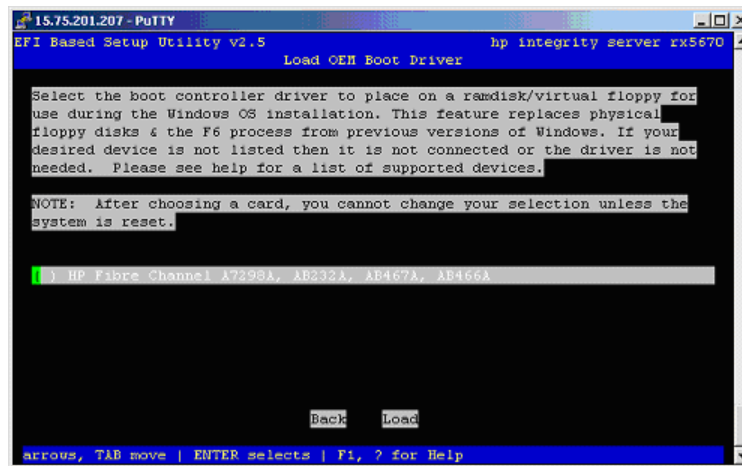 15.75.201.207 - PuTTY
EFI Based Setup Utility v2.5 hp integrity server rx5670
Load OEM Boot Driver
Select the boot controller driver to place on a ramdisk/virtual floppy for
use during the Windows OS installation. This feature replaces physical
floppy disks & the F6 process from previous versions of Windows. If your
desired device is not listed then it is not connected or the driver is not
needed. Please see help for a list of supported devices.
NOTE: After choosing a card, you cannot change your selection unless the
system is reset.
( ) HP Fibre Channel A7298A, AB232A, AB467A, AB466A
Back Load
arrows, TAB move | ENTER selects | F1, ? for Help